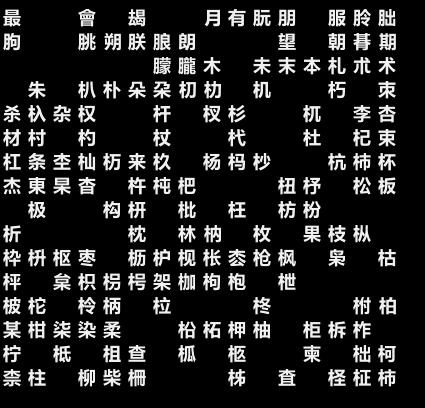 最 會 朅 月有朊朋 服朎朏
朐 朓朔朕朖朗 望 朝朞期
朦朧木 未末本札朮术
朱 朳朴朵朶朷朸 机 朽 朿
杀杁杂权 杆 杈杉 杌 李杏
材村 杓 杖 杙 杜 杞束
杠条杢杣杤来杦 杨杩杪 杭杮杯
杰東杲杳 杵杶杷 杻杼 松板
极 构枅 枇 枉 枋枌
析 枕 林枘 枚 果枝枞
枠枡枢枣 枥枦枧枨枩枪枫 枭 枯
枰 枲枳枴枵架枷枸枹 枻
柀柁 柃柄 柆 柊 柎柏
某柑柒染柔 柗柘柙柚 柜柝柞
柠 柢 柤查 柧 柩 柬 柮柯
柰柱 柳柴柵 柹 査 柽柾柿